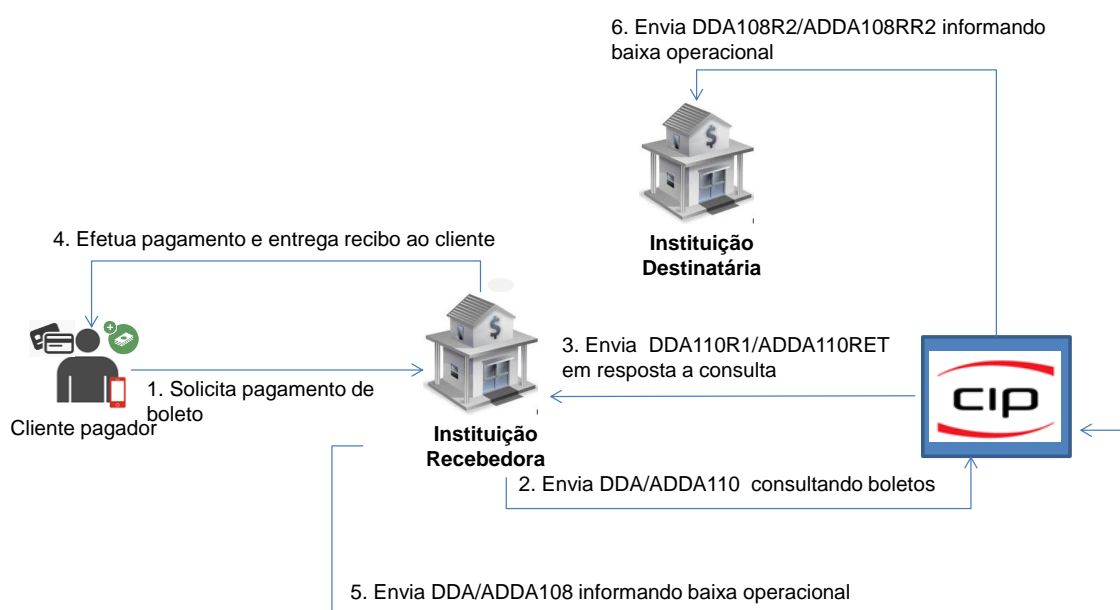 6. Envia DDA108R2/ADDA108RR2 informando
baixa operacional
Instituição
Destinatária
4. Efetua pagamento e entrega recibo ao cliente
3. Envia DDA110R1/ADDA110RET
em resposta a consulta
1. Solicita pagamento de
boleto
Cliente pagador
Instituição
Recebedora
cip
2. Envia DDA/ADDA110 consultando boletos
5. Envia DDA/ADDA108 informando baixa operacional